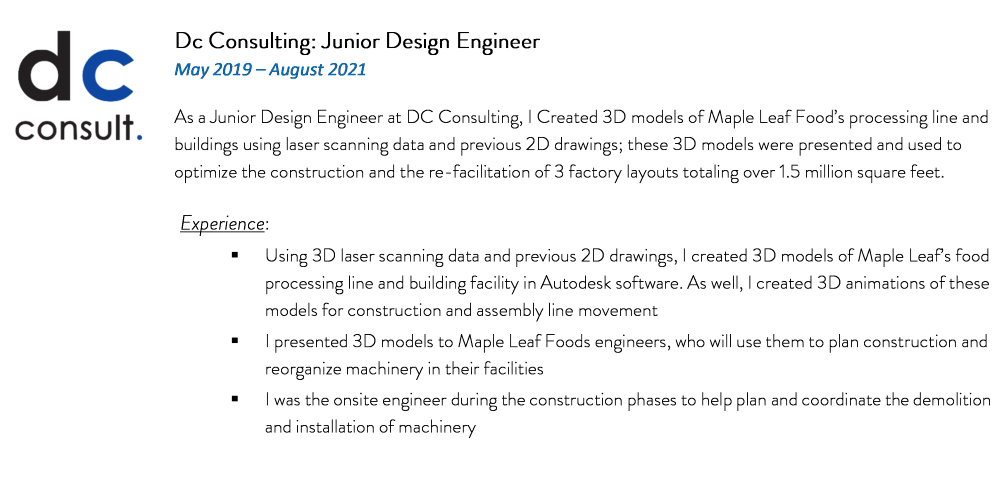 dc
consult.
Dc Consulting: Junior Design Engineer
May 2019 – August 2021
As a Junior Design Engineer at DC Consulting, I Created 3D models of Maple Leaf Food's processing line and
buildings using laser scanning data and previous 2D drawings; these 3D models were presented and used to
optimize the construction and the re-facilitation of 3 factory layouts totaling over 1.5 million square feet.
Experience:
▪ Using 3D laser scanning data and previous 2D drawings, I created 3D models of Maple Leaf's food
processing line and building facility in Autodesk software. As well, I created 3D animations of these
models for construction and assembly line movement
▪ I presented 3D models to Maple Leaf Foods engineers, who will use them to plan construction and
reorganize machinery in their facilities
▪ I was the onsite engineer during the construction phases to help plan and coordinate the demolition
and installation of machinery